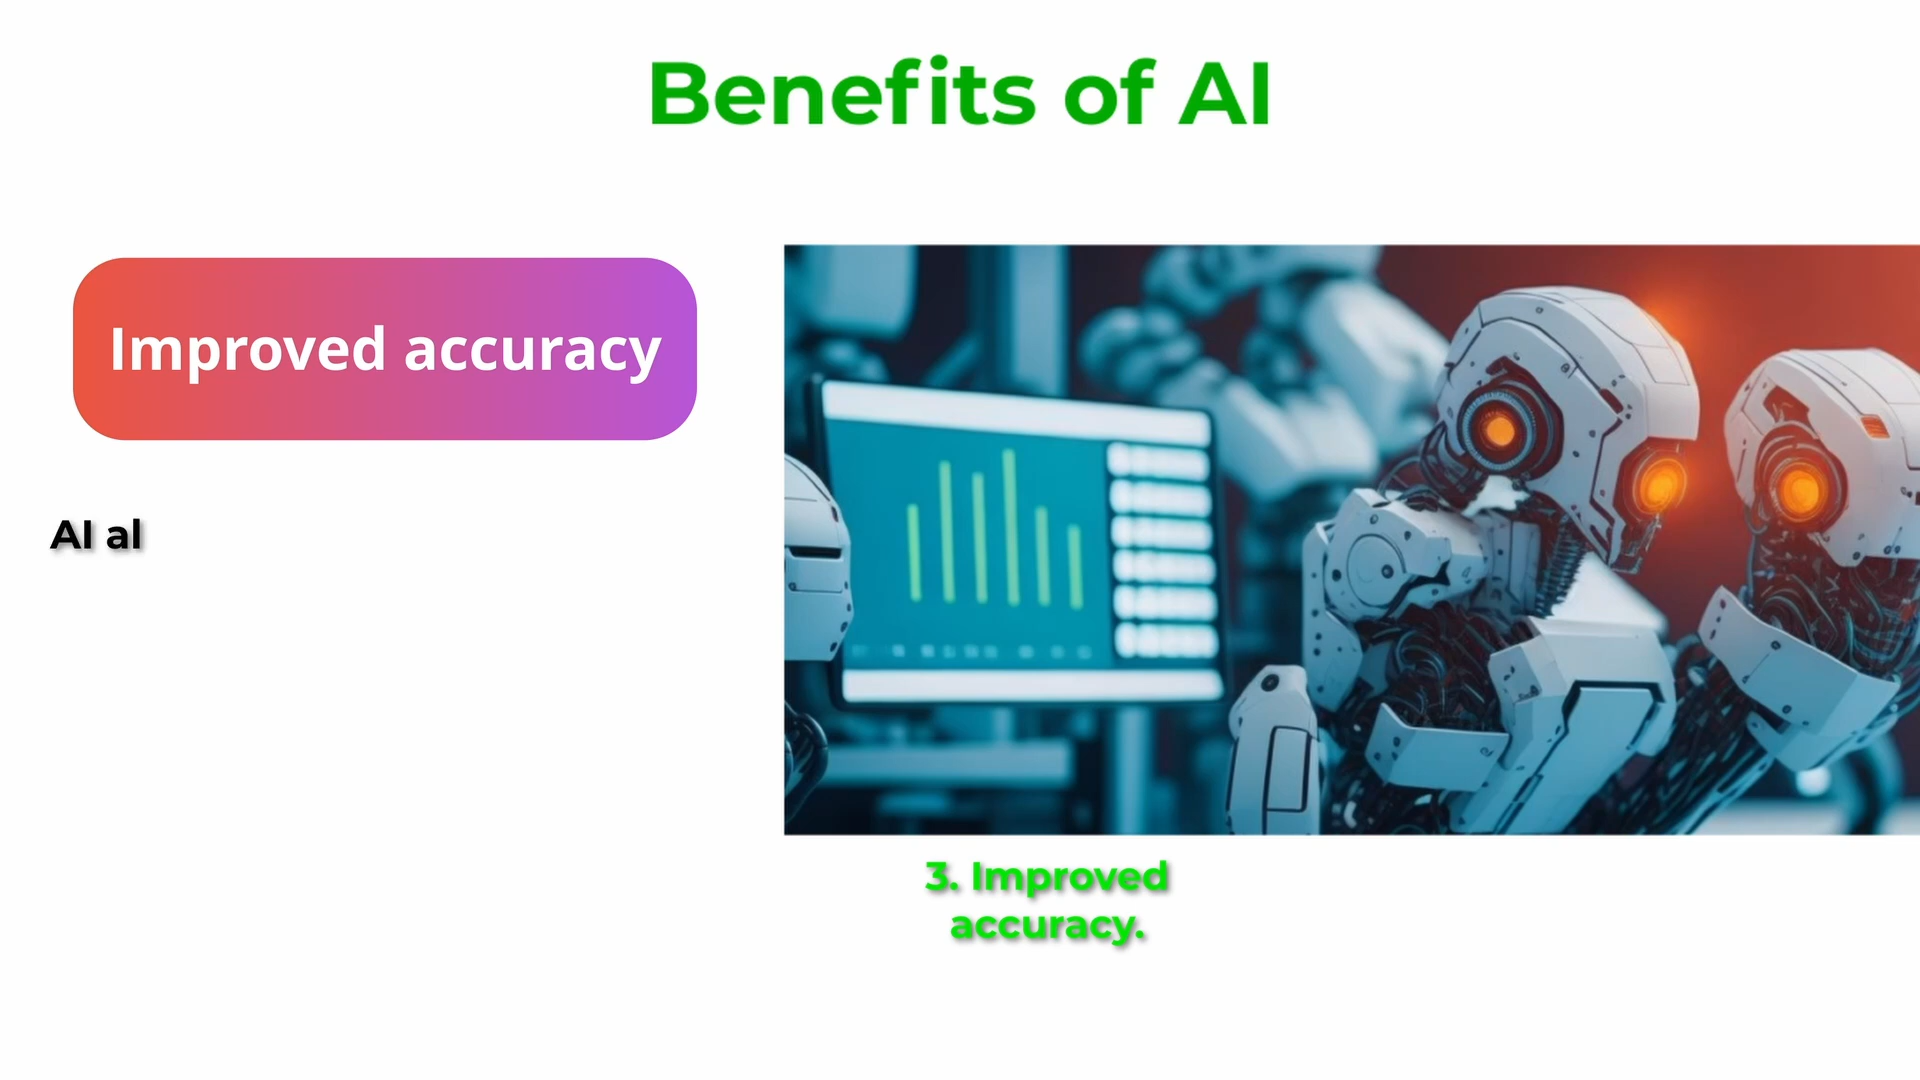 Benefits of AI
Improved accuracy
AI al
3. Improved
accuracy.